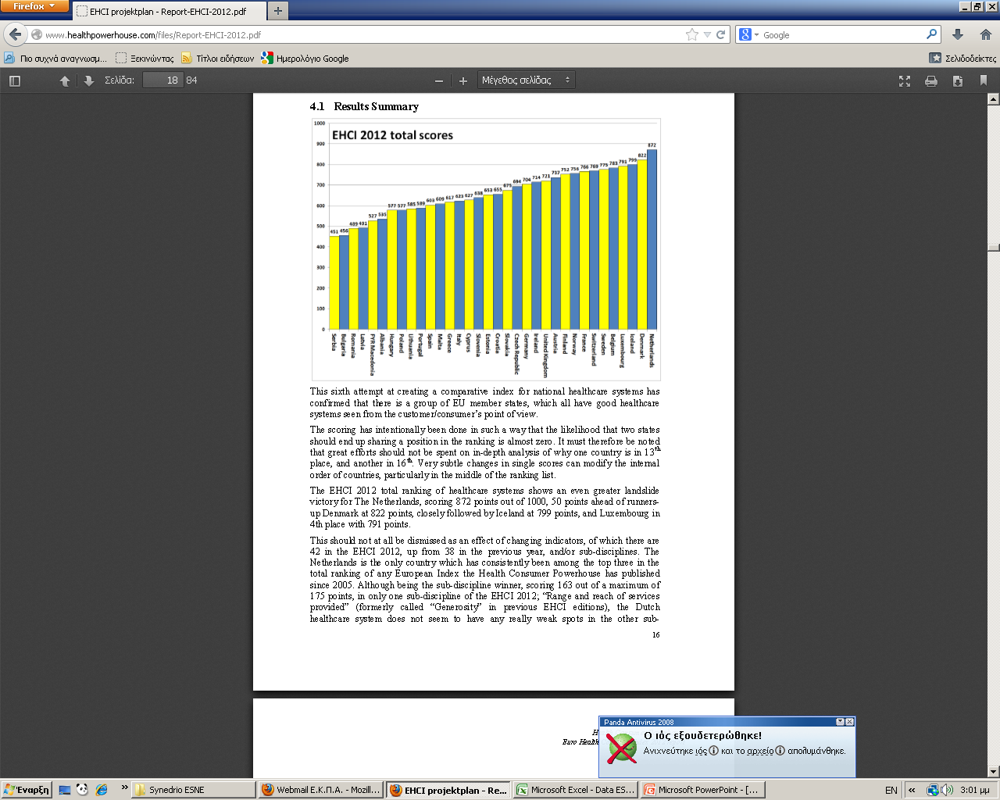 Firefox
EHCI projektplan - Report-EHCI-2012.pdf
www.healthpowerhouse.com/files/Report-EHCI-2012.pdf
Google
Πιο συχνά αναγνωσμ...
Ξεκινώντας
Τίτλοι ειδήσεων
Ημερολόγιο Google
Σελιδοδείκτες
Σελίδα: 18 84
Μέγεθος σελίδας
4.1 Results Summary
EHCI 2012 total scores
1000
900
800
700
600
500
400
300
200
100
0
451 456 489 491 527 535 577 577 585 589 603 609 617 623 627 638 653 655 675 694 704 714 721 737 752 756 766 769 775 783 791 799 822 872
Serbia
Bulgaria
Romania
Latvia
FYR Macedonia
Albania
Hungary
Poland
Lithuania
Portugal
Spain
Malta
Greece
Italy
Cyprus
Slovenia
Estonia
Croatia
Slovakia
Czech Republic
Germany
Ireland
United Kingdom
Austria
Finland
Norway
France
Switzerland
Sweden
Belgium
Luxembourg
Iceland
Denmark
Netherlands
This sixth attempt at creating a comparative index for national healthcare systems has
confirmed that there is a group of EU member states, which all have good healthcare
systems seen from the customer/consumer's point of view.
The scoring has intentionally been done in such a way that the likelihood that two states
should end up sharing a position in the ranking is almost zero. It must therefore be noted
that great efforts should not be spent on in-depth analysis of why one country is in 13th
place, and another in 16th. Very subtle changes in single scores can modify the internal
order of countries, particularly in the middle of the ranking list.
The EHCI 2012 total ranking of healthcare systems shows an even greater landslide
victory for The Netherlands, scoring 872 points out of 1000, 50 points ahead of runners-
up Denmark at 822 points, closely followed by Iceland at 799 points, and Luxembourg in
4th place with 791 points.
This should not at all be dismissed as an effect of changing indicators, of which there are
42 in the EHCI 2012, up from 38 in the previous year, and/or sub-disciplines. The
Netherlands is the only country which has consistently been among the top three in the
total ranking of any European Index the Health Consumer Powerhouse has published
since 2005. Although being the sub-discipline winner, scoring 163 out of a maximum of
175 points, in only one sub-discipline of the EHCI 2012; “Range and reach of services
provided” (formerly called “Generosity” in previous EHCI editions), the Dutch
healthcare system does not seem to have any really weak spots in the other sub-
16
H
Euro Health
Panda Antivirus 2008
Ο ιός εξουδετερώθηκε!
Ανιχνεύτηκε ιός και το αρχείο απολυμάνθηκε.
Έναρξη
Synedrio ESNE
Webmail Ε.Κ.Π.Α. - Mozill...
EHCI projektplan - Re...
Microsoft Excel - Data ES...
Microsoft PowerPoint - [...
EN
3:01 μμ